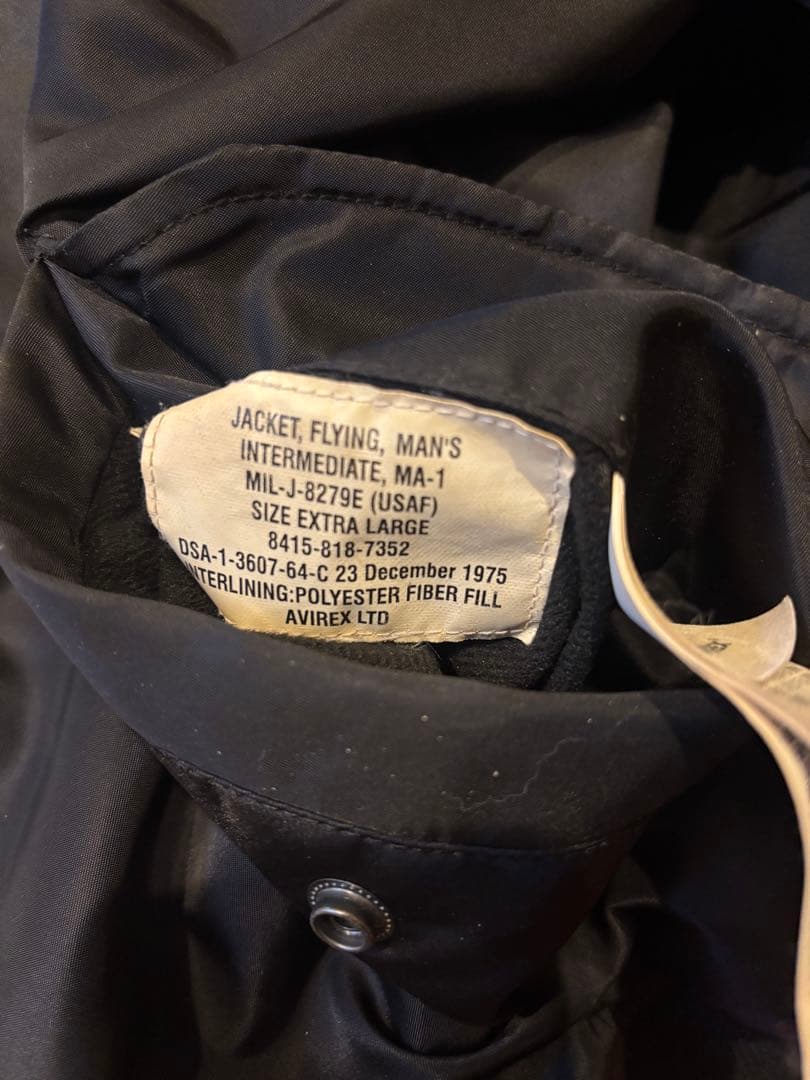 JACKET, FLYING, MAN'S
INTERMEDIATE, MA-1
MIL-J-8279E (USAF)
SIZE EXTRA LARGE
8415-818-7352
DSA-1-3607-64-C 23 December 1975
INTERLINING:POLYESTER FIBER FILL
AVIREX LTD